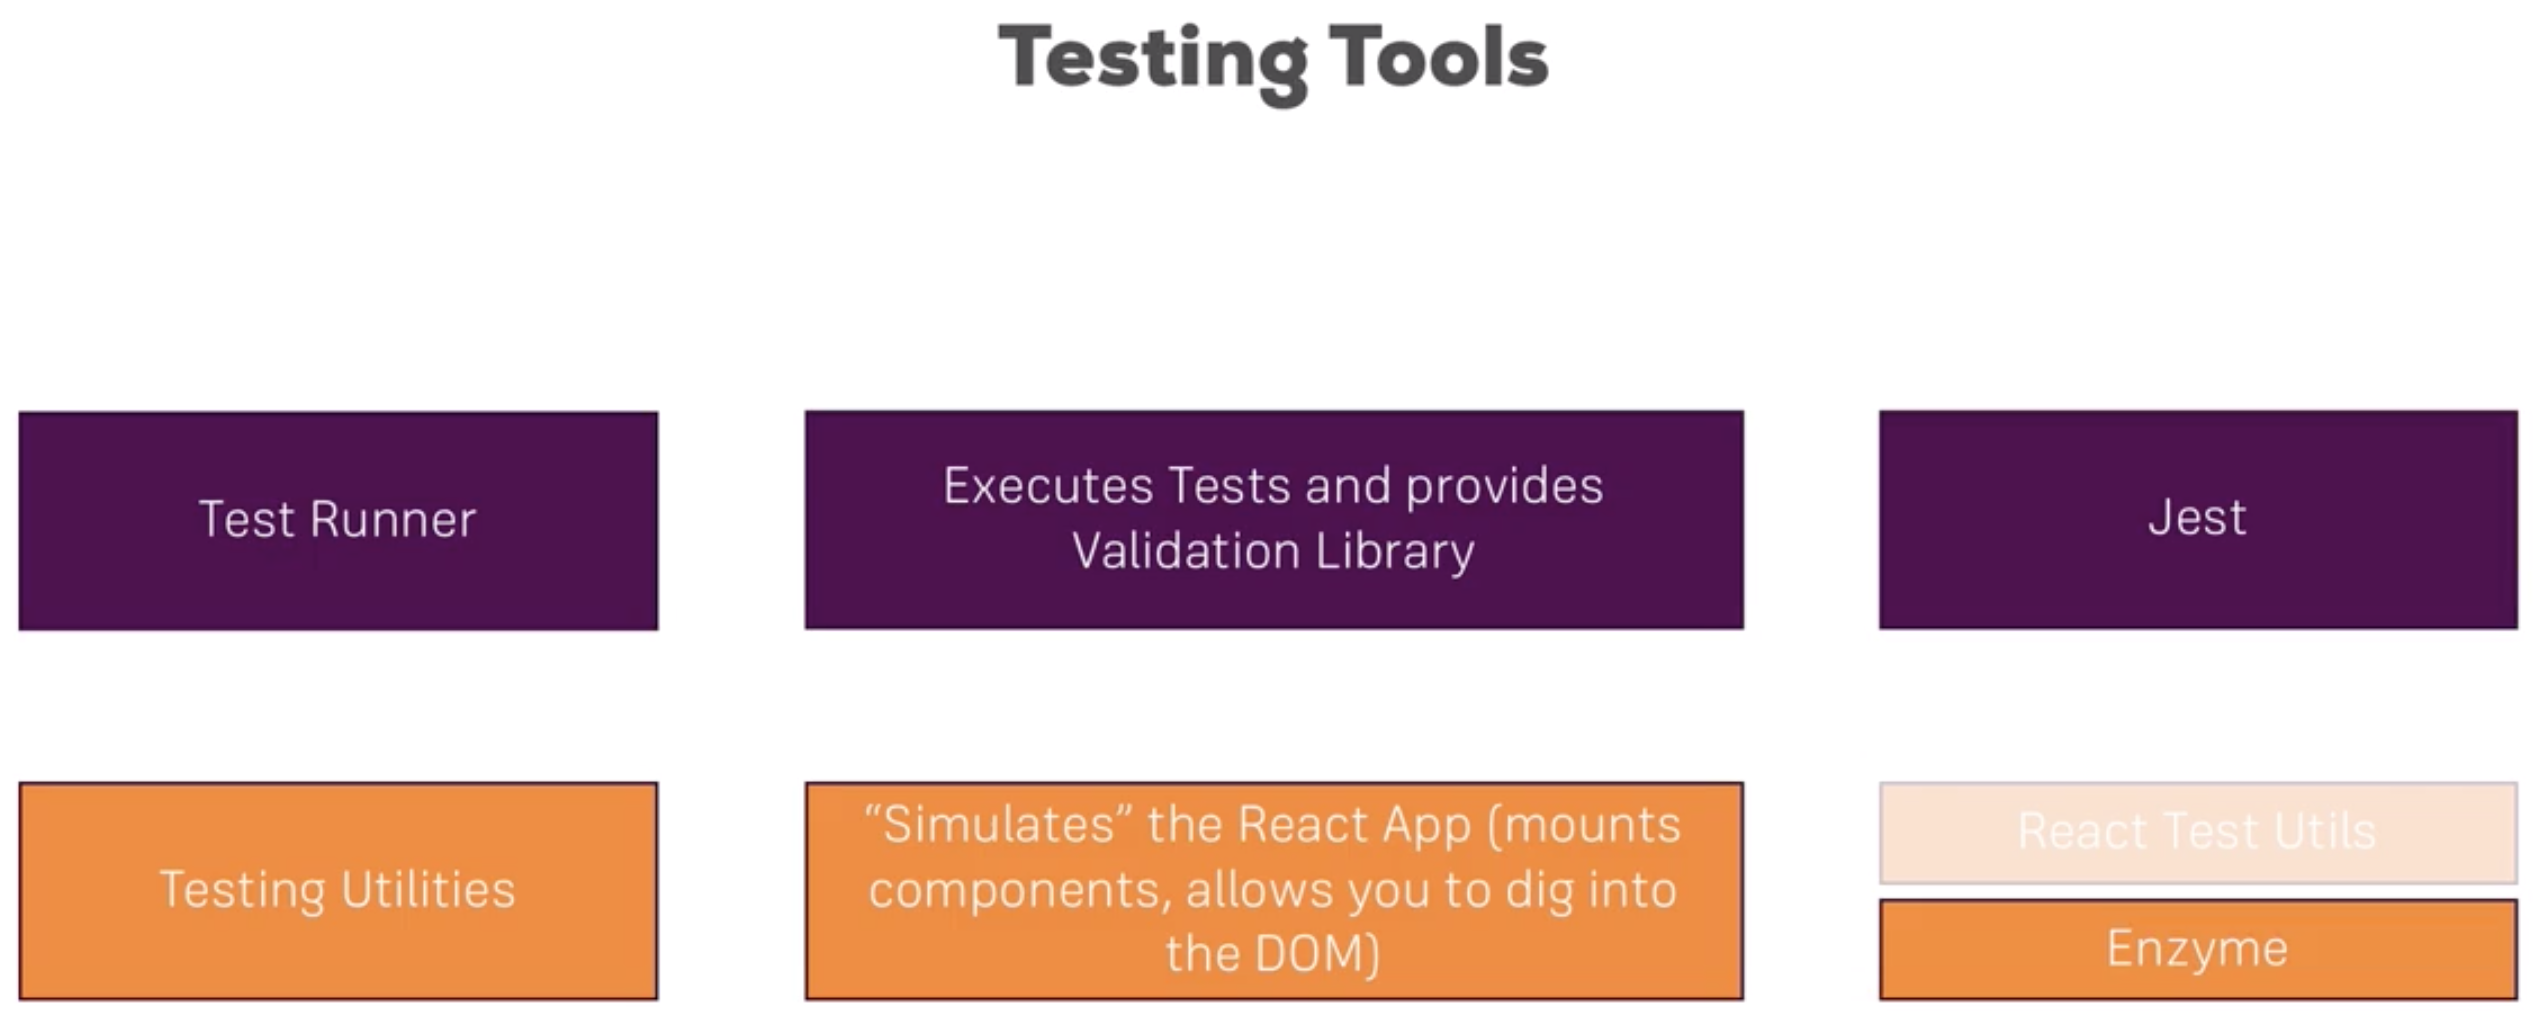 Testing Tools
Test Runner
Executes Tests and provides
Validation Library
Jest
Testing Utilities
“Simulates” the React App (mounts
components, allows you to dig into
the DOM)
React Test Utils
Enzyme